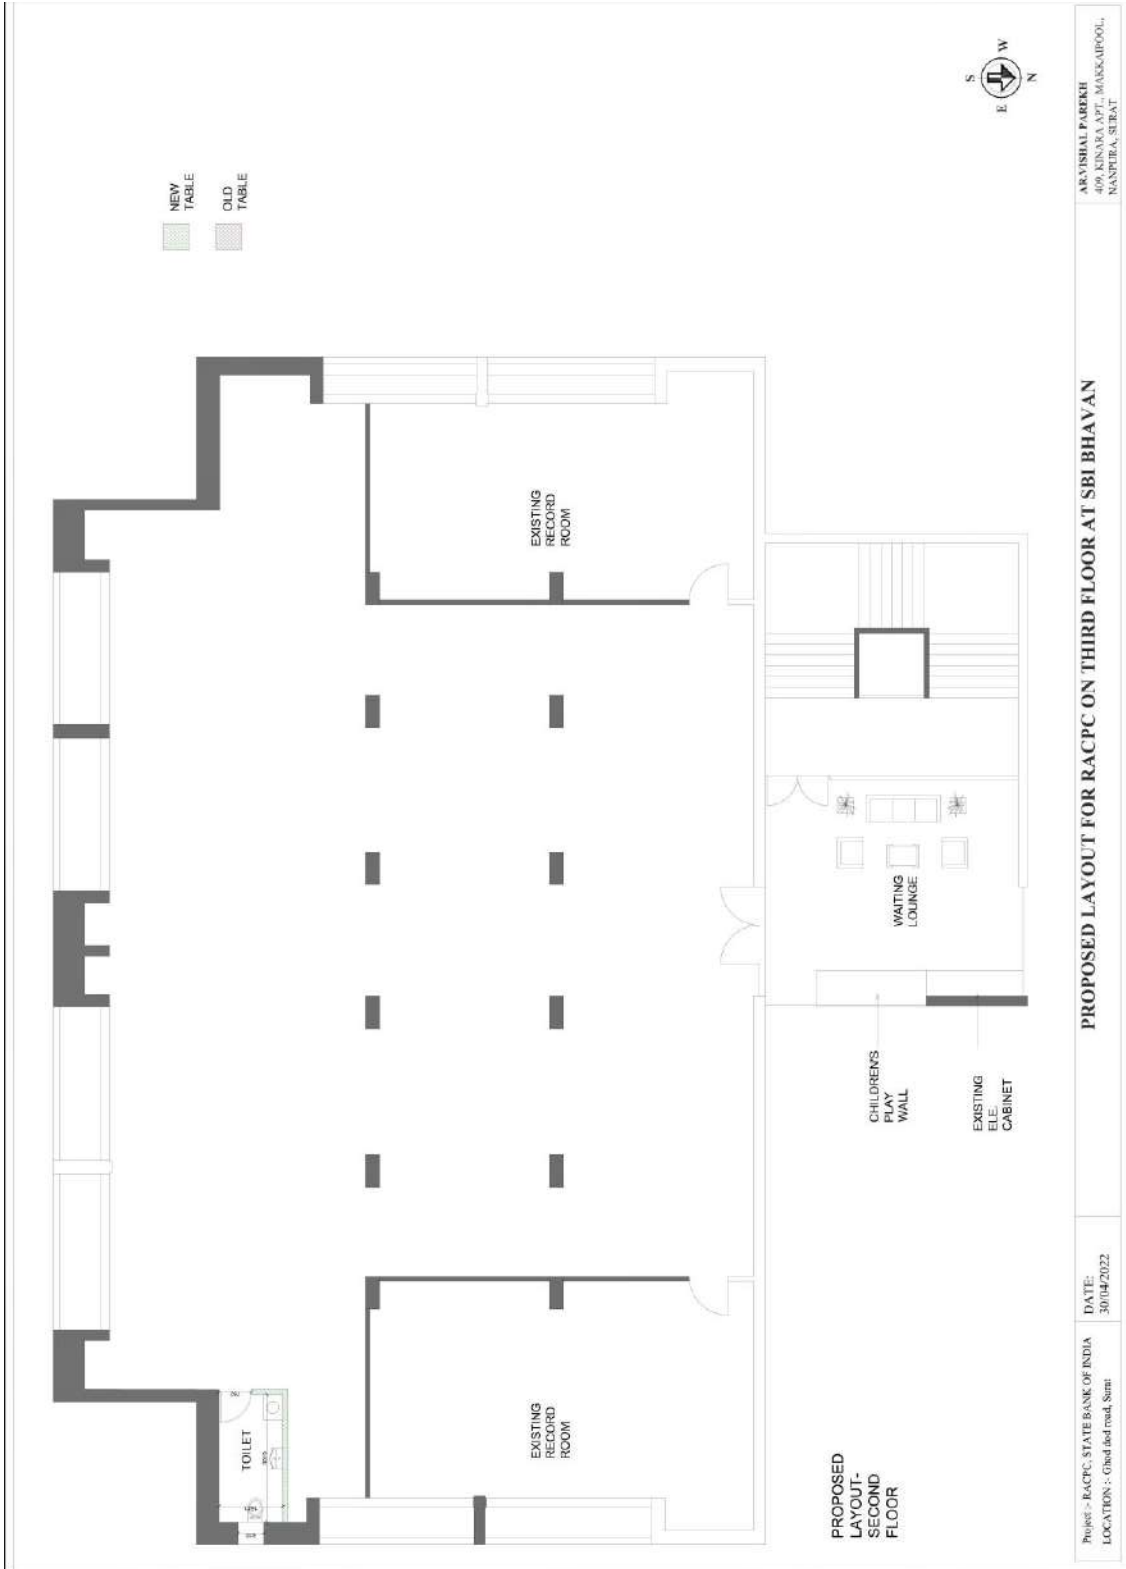 PROPOSED
LAYOUT-
SECOND
FLOOR
TOILET
EXISTING
RECORD
ROOM
EXISTING
RECORD
ROOM
CHILDREN'S
PLAY
WALL
EXISTING
ELE.
CABINET
WAITING
LOUNGE
NEW
TABLE
OLD
TABLE
S
W
E
N
Project :- RACPC, STATE BANK OF INDIA
LOCATION :- Ghod dod road, Surat
DATE:
30/04/2022
PROPOSED LAYOUT FOR RACPC ON THIRD FLOOR AT SBI BHAVAN
AR.VISHAL PAREKH
409, KINARA APT., MAKKAIPOOL,
NANPURA, SURAT